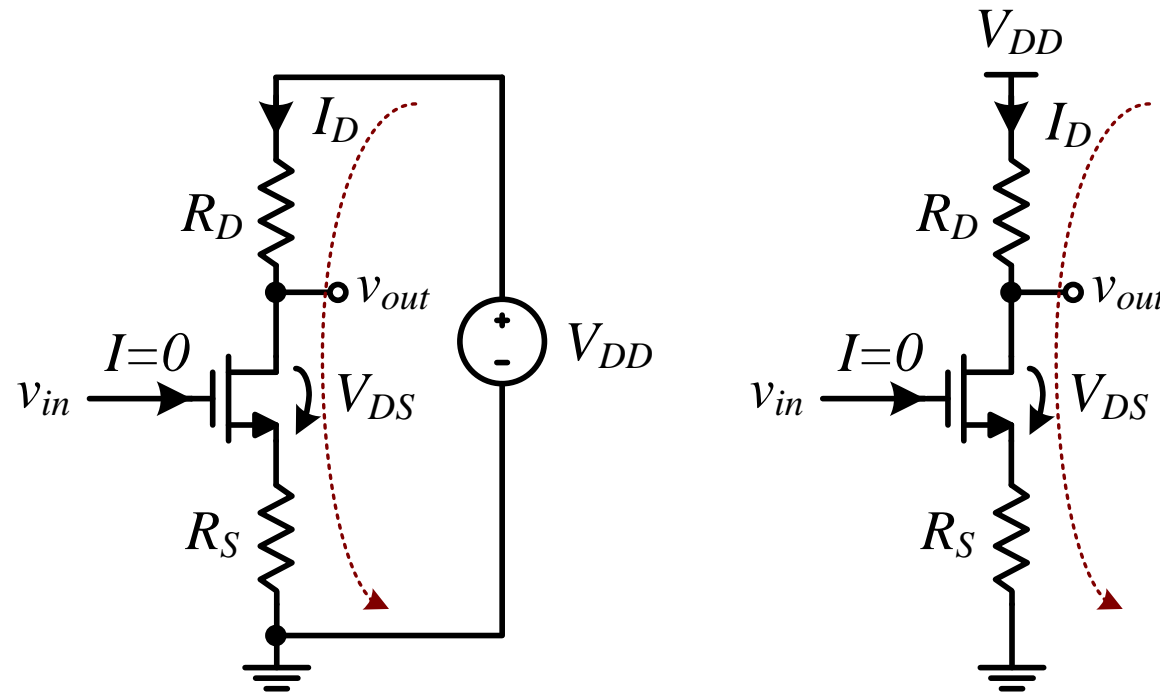 I_D
R_D
v_out
I=0
v_in
V_DS
+
-
V_DD
R_S
V_DD
I_D
R_D
v_out
I=0
v_in
V_DS
R_S